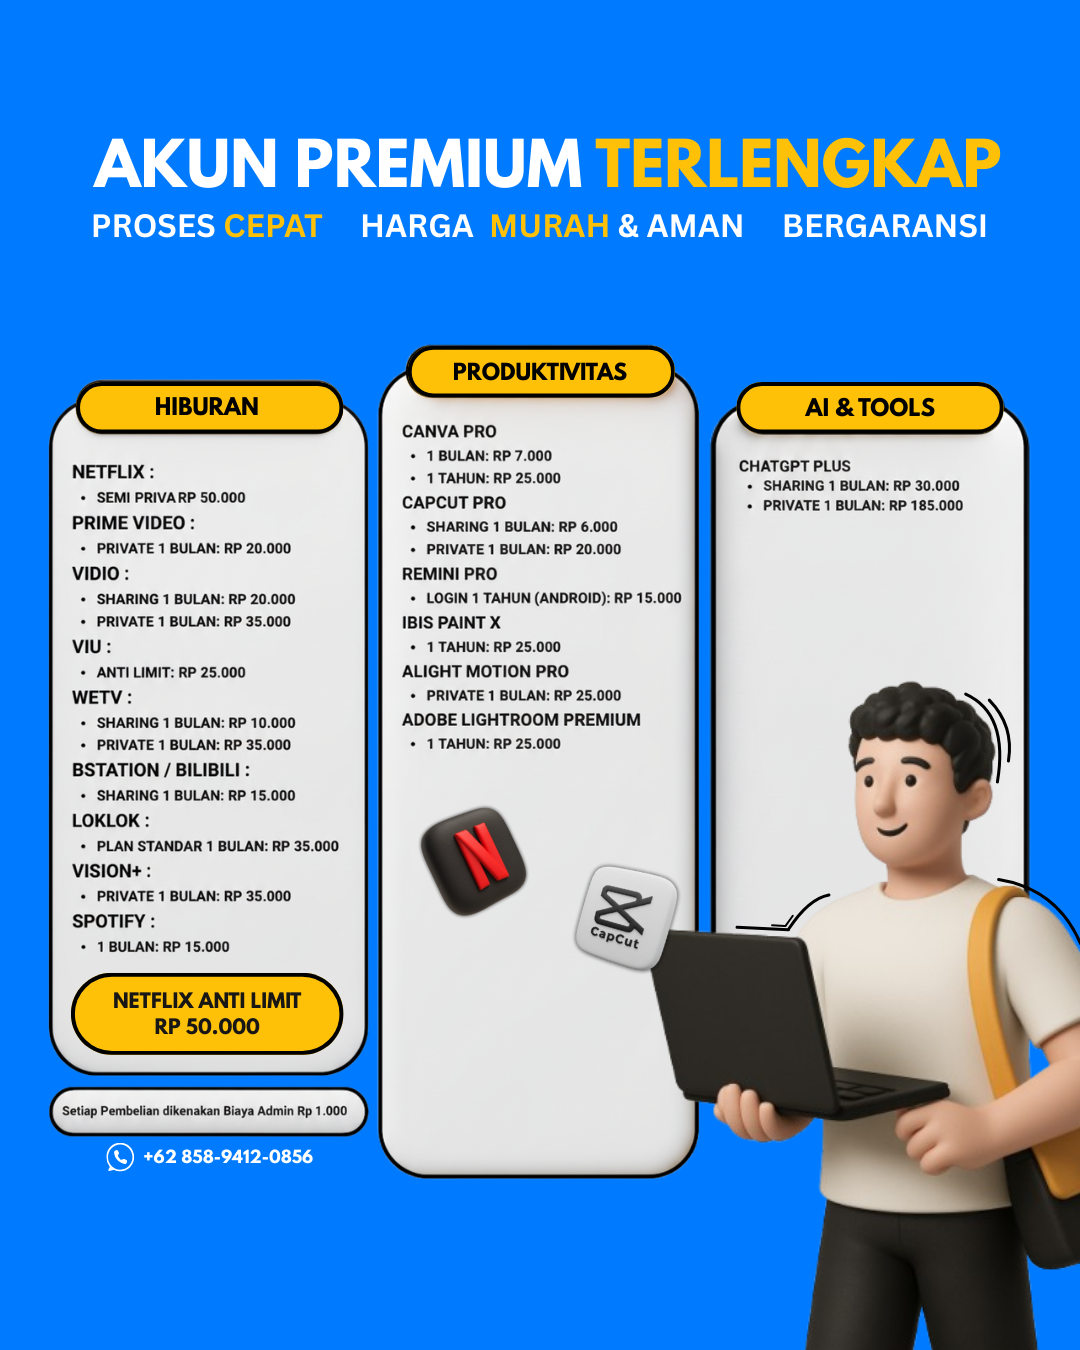 AKUN PREMIUM TERLENGKAP
PROSES CEPAT HARGA MURAH & AMAN BERGARANSI
HIBURAN
NETFLIX :
• SEMI PRIVA RP 50.000
PRIME VIDEO :
• PRIVATE 1 BULAN: RP 20.000
VIDIO :
• SHARING 1 BULAN: RP 20.000
• PRIVATE 1 BULAN: RP 35.000
VIU :
• ANTI LIMIT: RP 25.000
WETV :
• SHARING 1 BULAN: RP 10.000
• PRIVATE 1 BULAN: RP 35.000
BSTATION / BILIBILI :
• SHARING 1 BULAN: RP 15.000
LOKLOK :
• PLAN STANDAR 1 BULAN: RP 35.000
VISION+ :
• PRIVATE 1 BULAN: RP 35.000
SPOTIFY :
• 1 BULAN: RP 15.000
NETFLIX ANTI LIMIT
RP 50.000
Setiap Pembelian dikenakan Biaya Admin Rp 1.000
+62 858-9412-0856
PRODUKTIVITAS
CANVA PRO
• 1 BULAN: RP 7.000
• 1 TAHUN: RP 25.000
CAPCUT PRO
• SHARING 1 BULAN: RP 6.000
• PRIVATE 1 BULAN: RP 20.000
REMINI PRO
• LOGIN 1 TAHUN (ANDROID): RP 15.000
IBIS PAINT X
• 1 TAHUN: RP 25.000
ALIGHT MOTION PRO
• PRIVATE 1 BULAN: RP 25.000
ADOBE LIGHTROOM PREMIUM
• 1 TAHUN: RP 25.000
N
CapCut
AI & TOOLS
CHATGPT PLUS
• SHARING 1 BULAN: RP 30.000
• PRIVATE 1 BULAN: RP 185.000